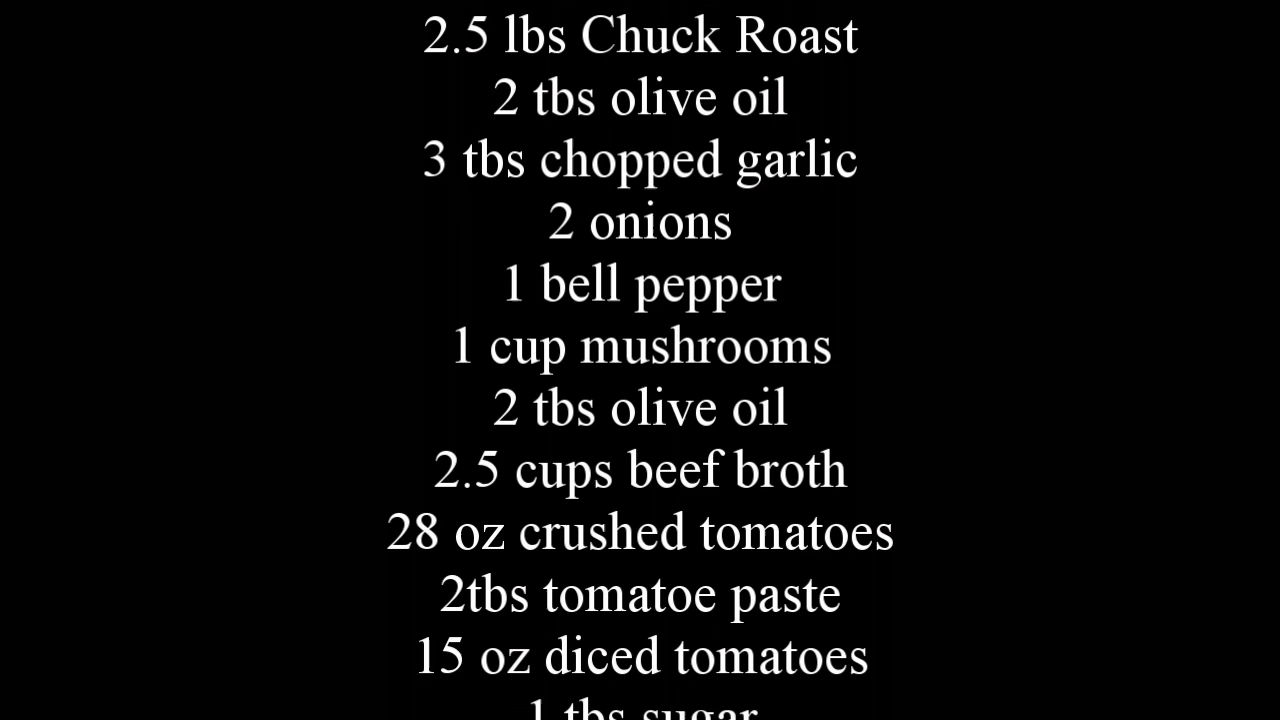 2.5 lbs Chuck Roast
2 tbs olive oil
3 tbs chopped garlic
2 onions
1 bell pepper
1 cup mushrooms
2 tbs olive oil
2.5 cups beef broth
28 oz crushed tomatoes
2tbs tomatoe paste
15 oz diced tomatoes
1 tbs sugar